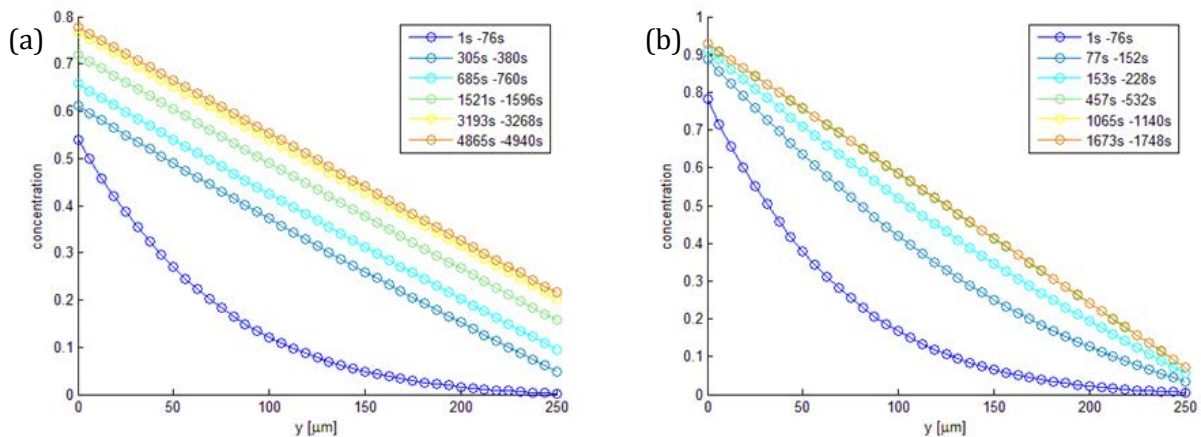 (a)
0.8
0.7
0.6
0.5
0.4
0.3
0.2
0.1
0
concentration
0
50
100
150
200
250
y [µm]
1s -76s
305s -380s
685s -760s
1521s -1596s
3193s -3268s
4865s -4940s
(b)
1
0.9
0.8
0.7
0.6
0.5
0.4
0.3
0.2
0.1
0
concentration
0
50
100
150
200
250
y [µm]
1s -76s
77s -152s
153s -228s
457s -532s
1065s -1140s
1673s -1748s